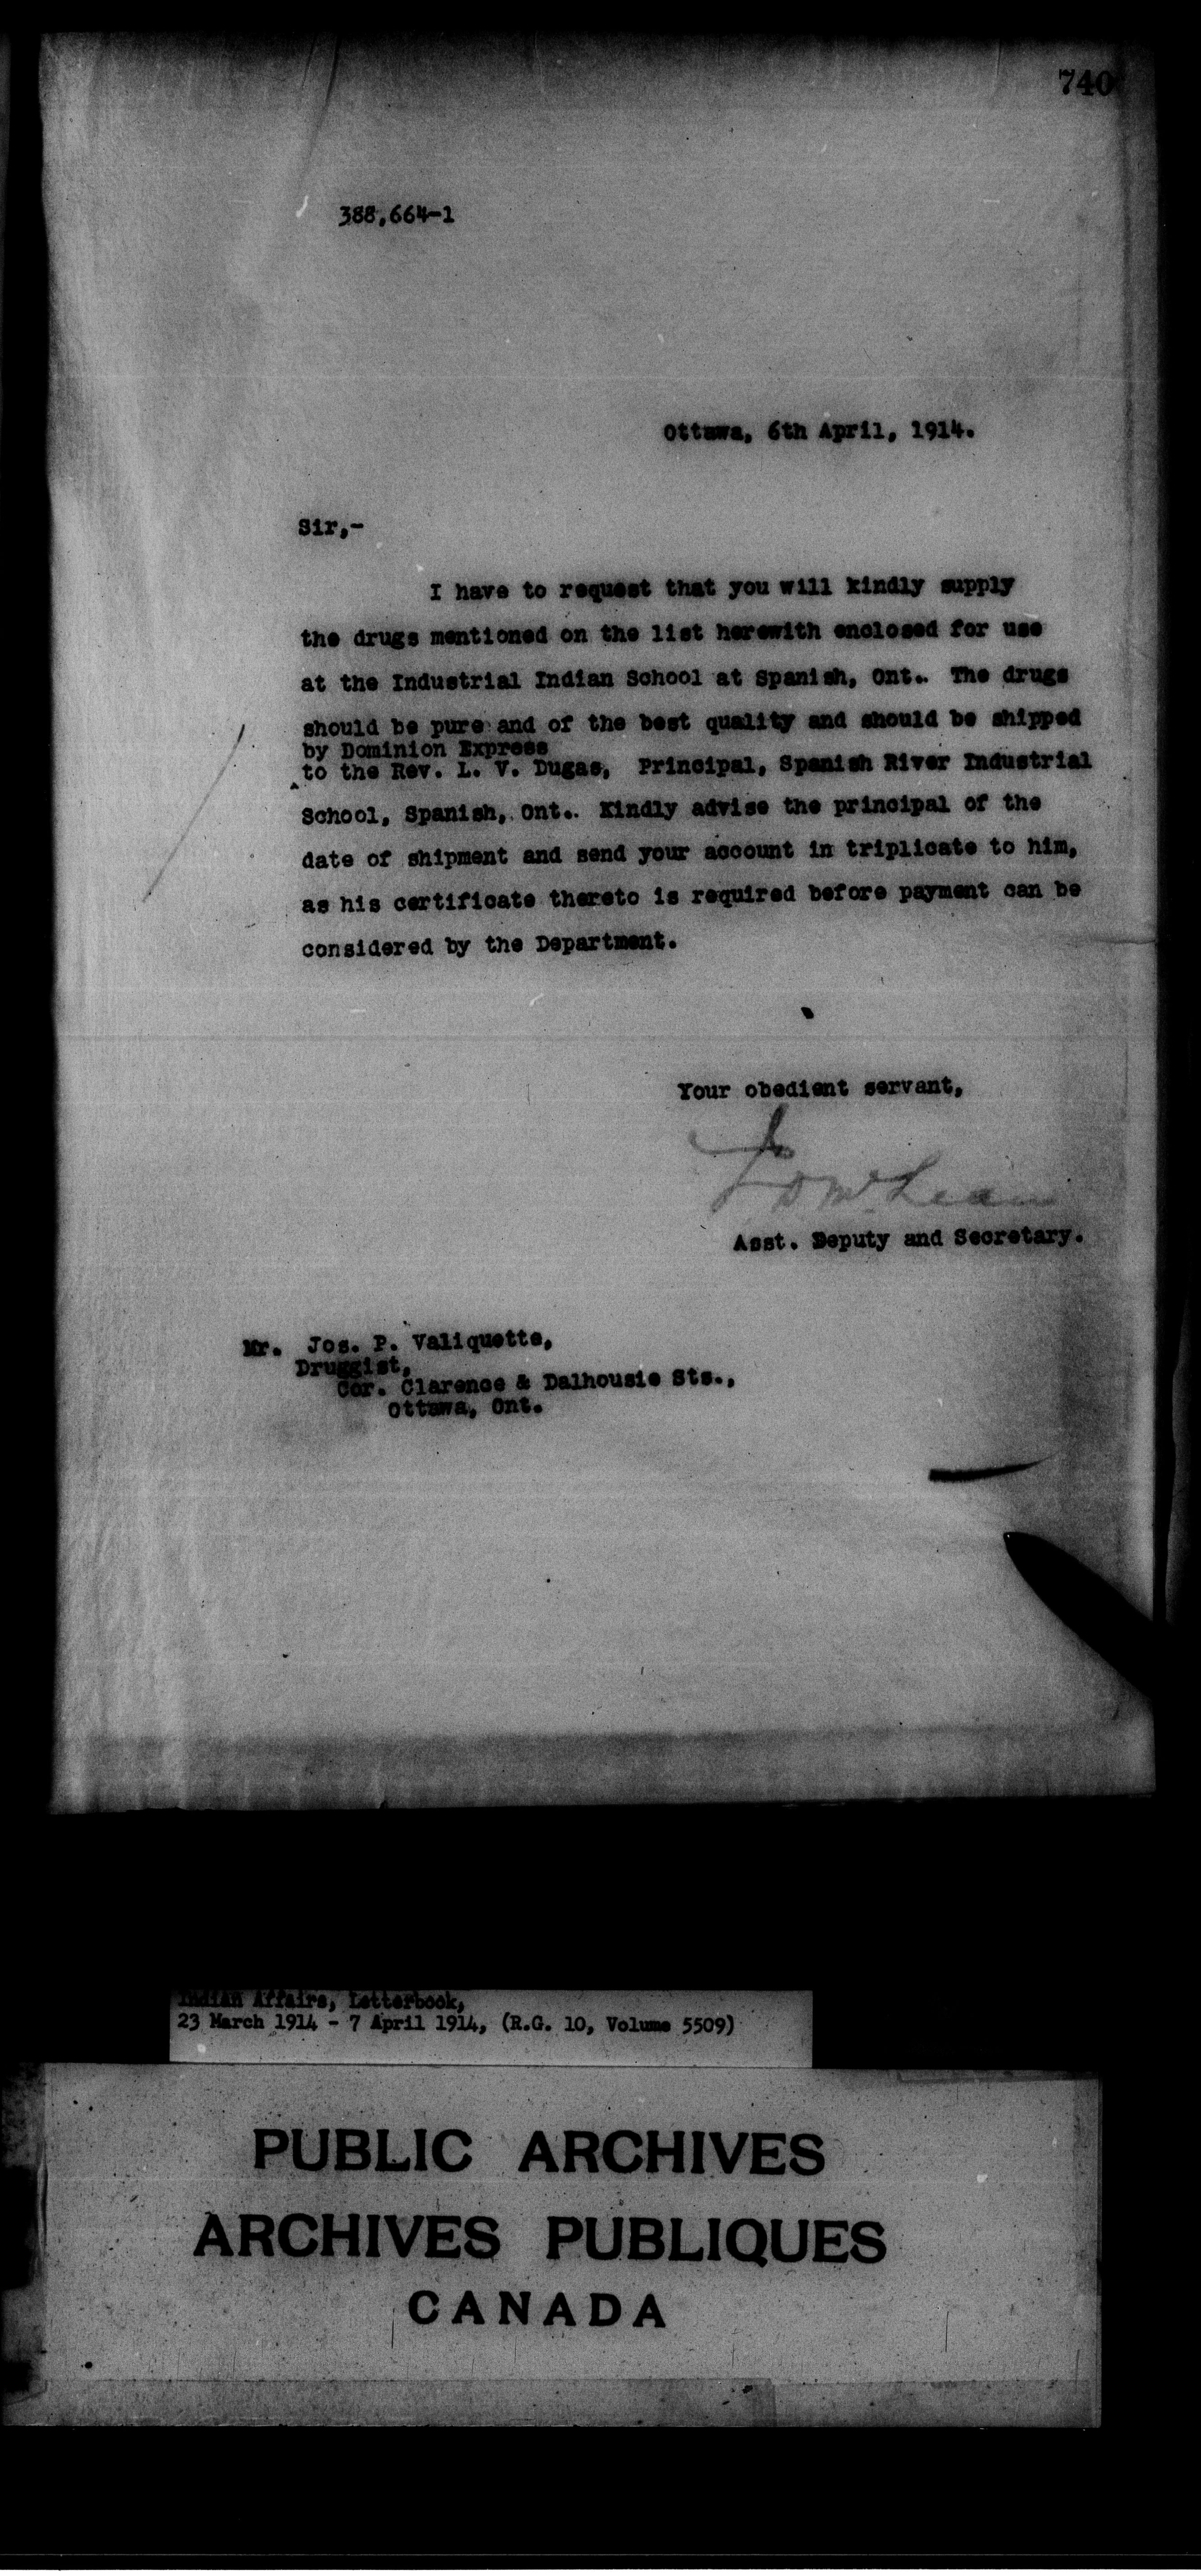 740
388,664-1
Ottawa, 6th April, 1914.
Sir,-
I have to request that you will kindly supply
the drugs mentioned on the list herewith enclosed for use
at the Industrial Indian School at Spanish, Ont.. The drugs
should be pure and of the best quality and should be shipped
by Dominion Express
to the Rev. L. V. Dugas, Principal, Spanish River Industrial
School, Spanish, Ont.. Kindly advise the principal of the
date of shipment and send your account in triplicate to him,
as his certificate thereto is required before payment can be
considered by the Department.
Your obedient servant,
J D McLean
Asst. Deputy and Secretary.
Mr. Jos. P. Valiquette,
Druggist,
Cor. Clarence & Dalhousie Sts.,
Ottawa, Ont.
Indian Affairs, Letterbook,
23 March 1914 - 7 April 1914, (R.G. 10, Volume 5509)
PUBLIC ARCHIVES
ARCHIVES PUBLIQUES
CANADA